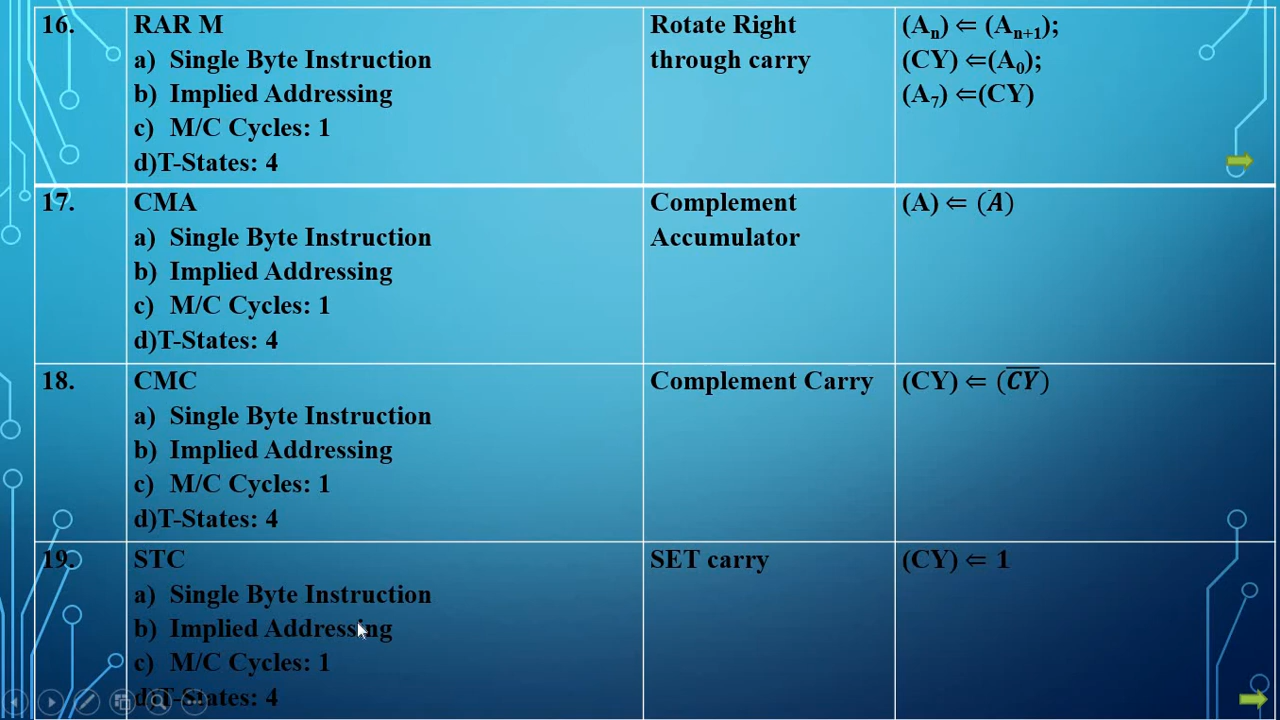 16.
RAR M
a) Single Byte Instruction
b) Implied Addressing
c) M/C Cycles: 1
d)T-States: 4
Rotate Right
through carry
(Aₙ) ⇐ (Aₙ₊₁);
(CY) ⇐(A₀);
(A₇) ⇐(CY)
17.
CMA
a) Single Byte Instruction
b) Implied Addressing
c) M/C Cycles: 1
d)T-States: 4
Complement
Accumulator
(A) ⇐ (A̅)
18.
CMC
a) Single Byte Instruction
b) Implied Addressing
c) M/C Cycles: 1
d)T-States: 4
Complement Carry
(CY) ⇐ (C̅Y̅)
19.
STC
a) Single Byte Instruction
b) Implied Addressing
c) M/C Cycles: 1
d)T-States: 4
SET carry
(CY) ⇐ 1